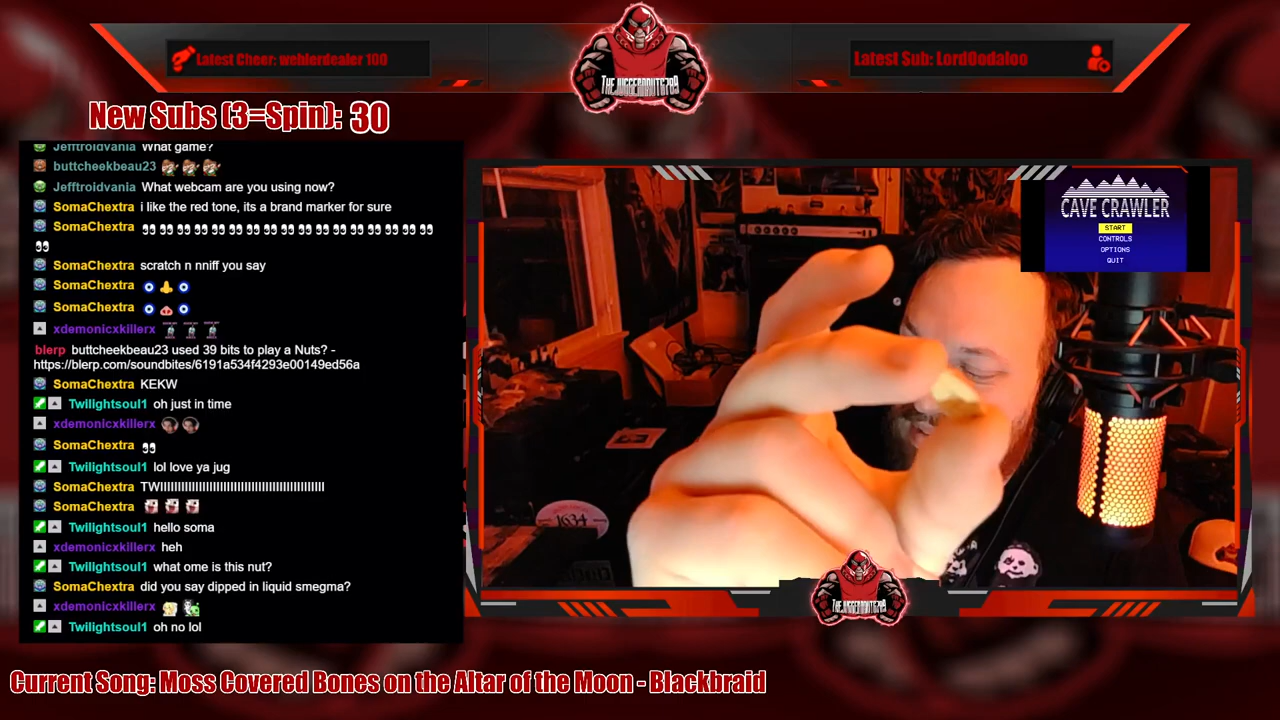 Latest Cheer: wehlerdealer 100
THEJUGGERNAUT6789
Latest Sub: LordOodaloo
New Subs (3=Spin): 30
Jefftroidvania What game?
buttcheekbeau23
Jefftroidvania What webcam are you using now?
SomaChextra i like the red tone, its a brand marker for sure
SomaChextra
SomaChextra scratch n nniff you say
SomaChextra
SomaChextra
xdemonicxkillerx
blerp buttcheekbeau23 used 39 bits to play a Nuts? -
https://blerp.com/soundbites/6191a534f4293e00149ed56a
SomaChextra KEKW
Twilightsoul1 oh just in time
xdemonicxkillerx
SomaChextra
Twilightsoul1 lol love ya jug
SomaChextra TWIIIIIIIIIIIIIIIIIIIIIIIIIIIIIIIIIIIIIIIIIIIIII
SomaChextra
Twilightsoul1 hello soma
xdemonicxkillerx heh
Twilightsoul1 what ome is this nut?
SomaChextra did you say dipped in liquid smegma?
xdemonicxkillerx
Twilightsoul1 oh no lol
CAVE CRAWLER
START
CONTROLS
OPTIONS
QUIT
1634
Current Song: Moss Covered Bones on the Altar of the Moon - Blackbraid